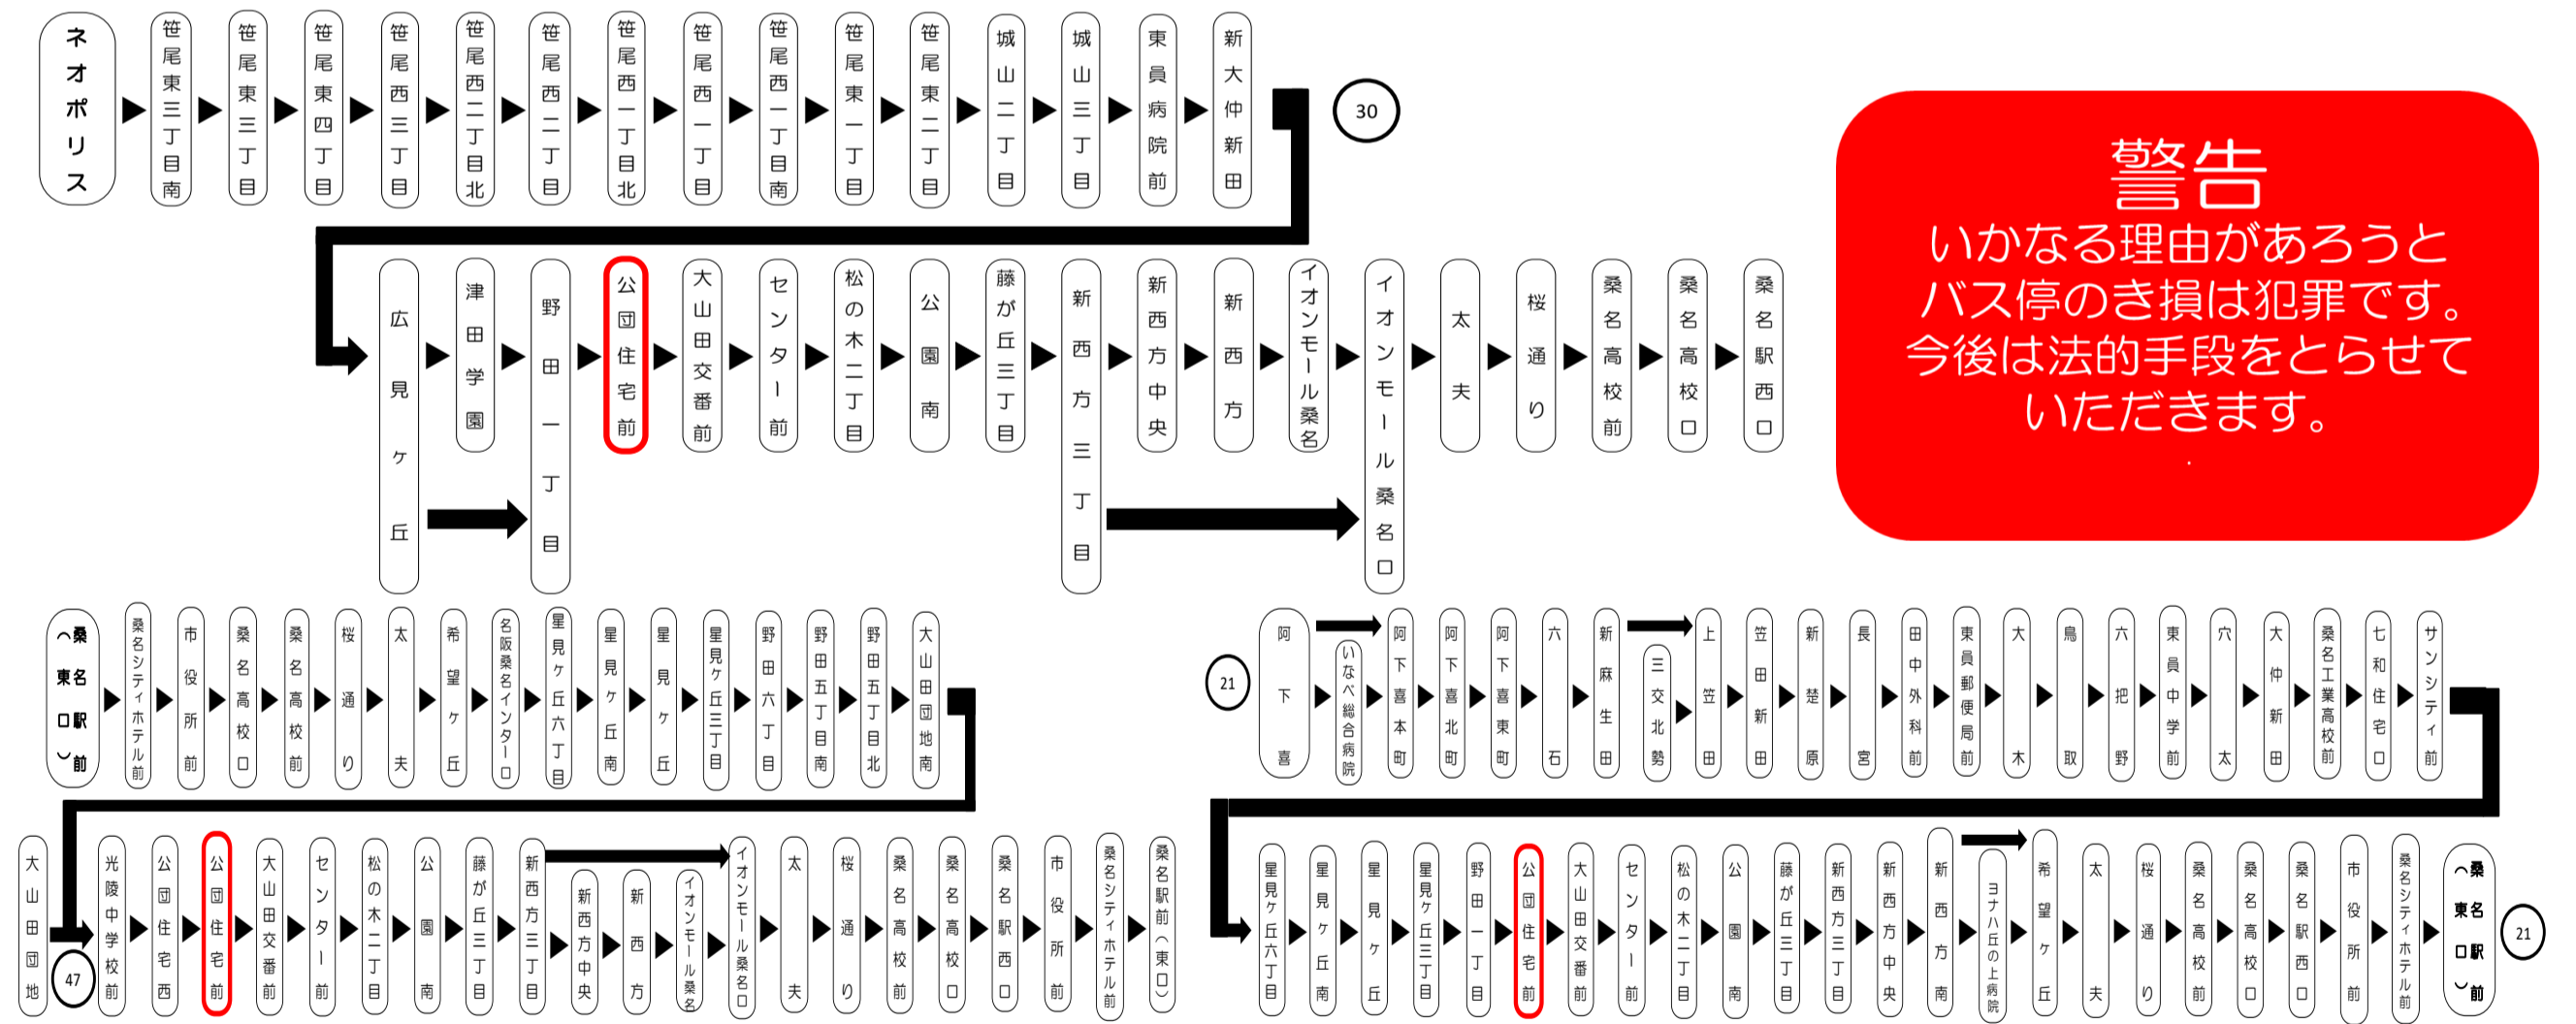 ネオポリス
笹尾東三丁目南
笹尾東三丁目
笹尾東四丁目
笹尾西三丁目
笹尾西二丁目北
笹尾西二丁目
笹尾西一丁目北
笹尾西一丁目
笹尾西一丁目南
笹尾東一丁目
笹尾東二丁目
城山二丁目
城山三丁目
東員病院前
新大仲新田
30
警告
いかなる理由があろうと
バス停のき損は犯罪です。
今後は法的手段をとらせて
いただきます。
.
広見ヶ丘
津田学園
野田一丁目
公団住宅前
大山田交番前
センター前
松の木二丁目
公園南
藤が丘三丁目
新西方三丁目
新西方中央
新西方
イオンモール桑名
イオンモール桑名口
太夫
桜通り
桑名高校前
桑名高校口
桑名駅西口
桑名駅前
（東口）
桑名シティホテル前
市役所前
桑名高校口
桑名高校前
桜通り
太夫
希望ヶ丘
名阪桑名インター口
星見ヶ丘六丁目
星見ヶ丘南
星見ヶ丘
星見ヶ丘三丁目
野田六丁目
野田五丁目南
野田五丁目北
大山田団地南
大山田団地
47
光陵中学校前
公団住宅西
公団住宅前
大山田交番前
センター前
松の木二丁目
公園南
藤が丘三丁目
新西方三丁目
新西方中央
新西方
イオンモール桑名
イオンモール桑名口
太夫
桜通り
桑名高校前
桑名高校口
桑名駅西口
市役所前
桑名シティホテル前
桑名駅前（東口）
21
阿下喜
いなべ総合病院
阿下喜本町
阿下喜北町
阿下喜東町
六石
新麻生田
三交北勢
上笠田
笠田新田
新楚原
長宮
田中外科前
東員郵便局前
大木
鳥取
六把野
東員中学前
穴太
大仲新田
桑名工業高校前
七和住宅口
サンシティ前
星見ヶ丘六丁目
星見ヶ丘南
星見ヶ丘
星見ヶ丘三丁目
野田一丁目
公団住宅前
大山田交番前
センター前
松の木二丁目
公園南
藤が丘三丁目
新西方三丁目
新西方中央
新西方南
ヨナハ丘の上病院
希望ヶ丘
太夫
桜通り
桑名高校前
桑名高校口
桑名駅西口
市役所前
桑名シティホテル前
桑名駅前
（東口）
21